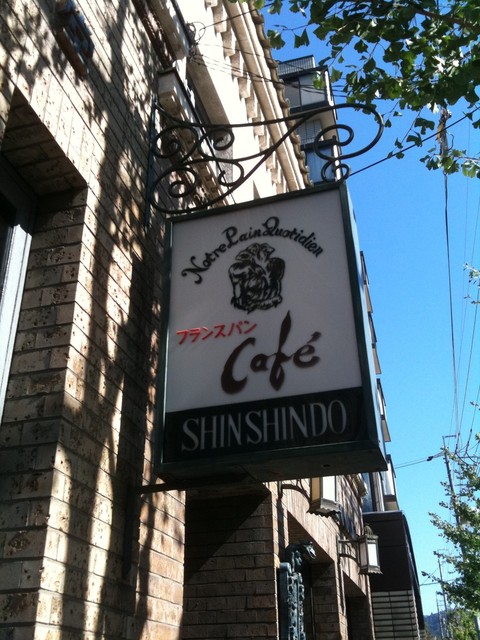 Notre Pain Quotidien
フランスパン
Café
SHINSHINDO